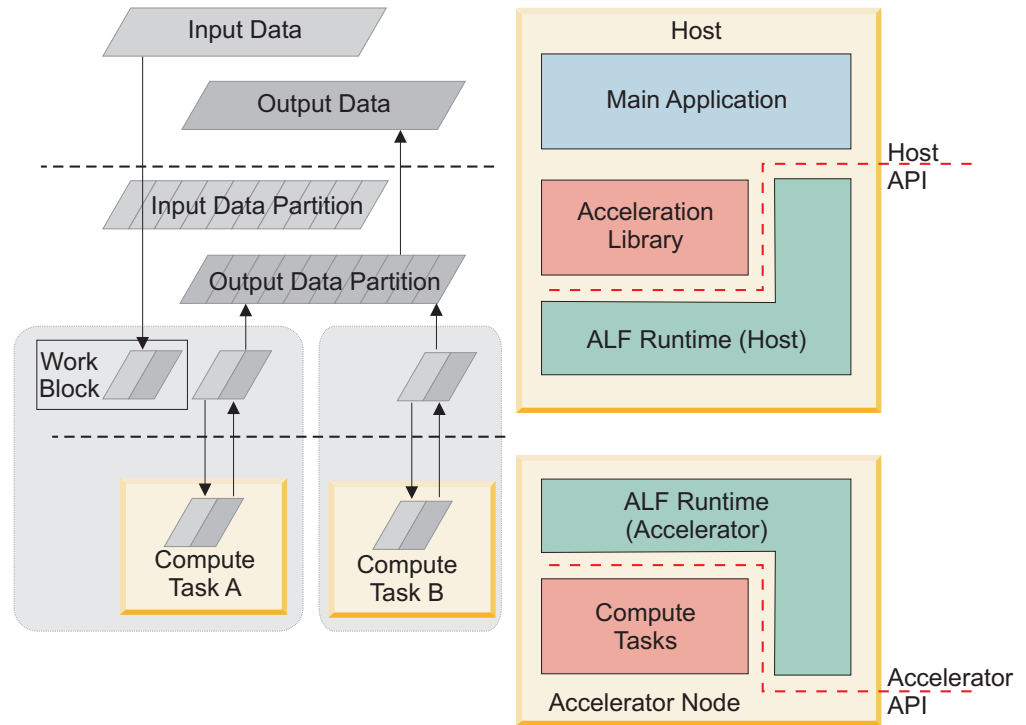 Input Data
Output Data
Input Data Partition
Output Data Partition
Work
Block
Compute
Task A
Compute
Task B
Host
Main Application
Host
API
Acceleration
Library
ALF Runtime (Host)
ALF Runtime
(Accelerator)
Compute
Tasks
Accelerator Node
Accelerator
API